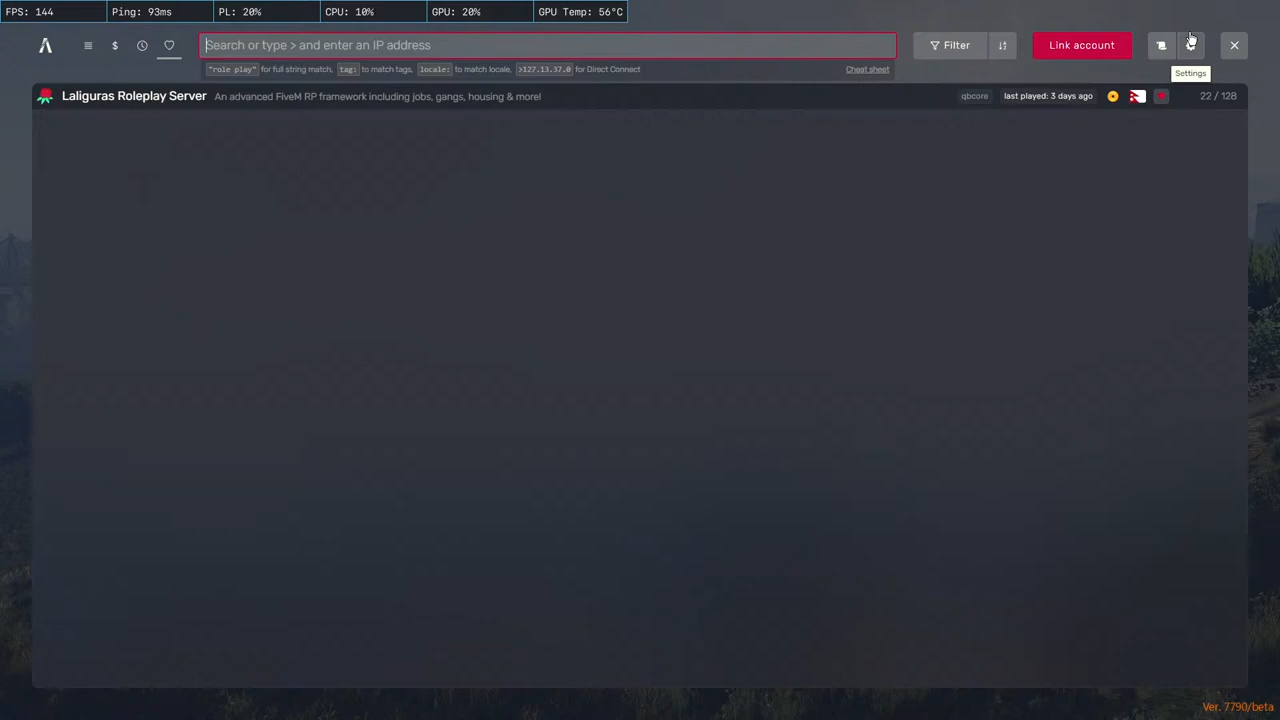 FPS: 144 Ping: 93ms PL: 20% CPU: 10% GPU: 20% GPU Temp: 56°C
$ Search or type > and enter an IP address Filter Link account
"role play" for full string match, tag: to match tags, locale: to match locale, >127.13.37.0 for Direct Connect Cheat sheet
Settings
Laliguras Roleplay Server An advanced FiveM RP framework including jobs, gangs, housing & more! qbcore last played: 3 days ago 22 / 128
Ver. 7790/beta